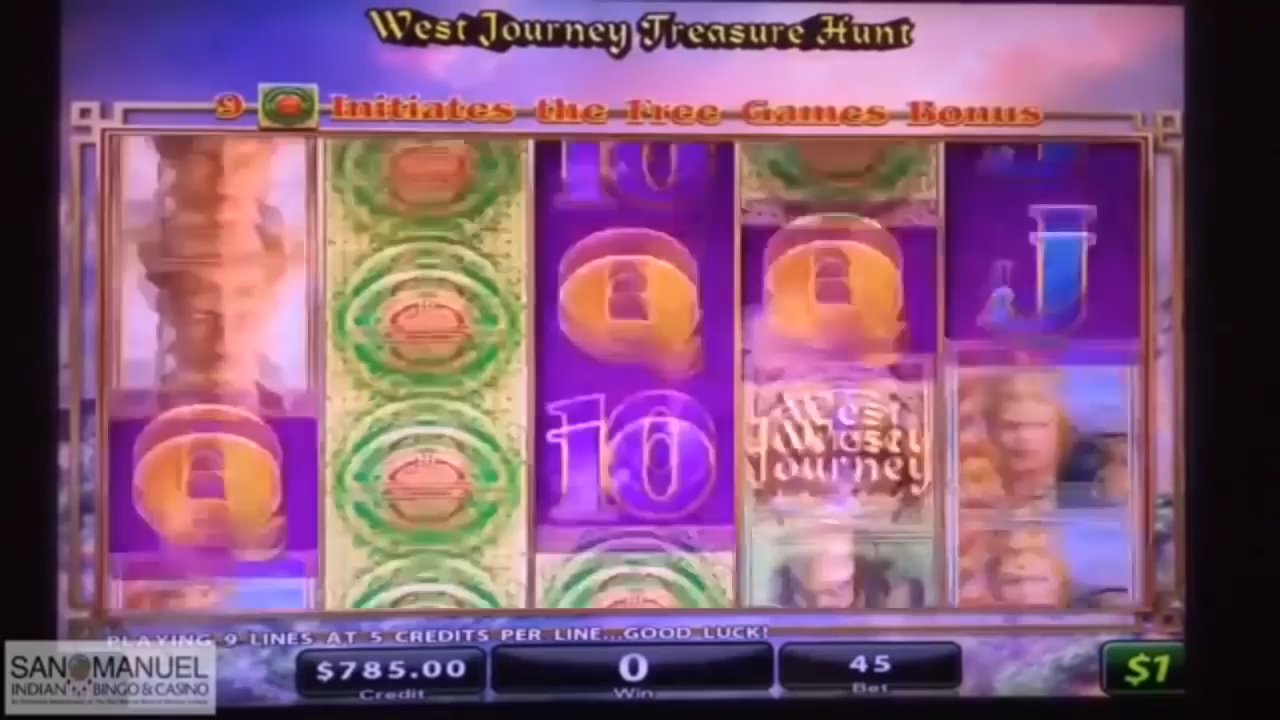 West Journey Treasure Hunt
9 Initiates the Free Games Bonus
10
Q
Q
J
Q
10
West
Journey
PLAYING 9 LINES AT 5 CREDITS PER LINE...GOOD LUCK!
$785.00
Credit
0
Win
45
Bet
$1
SAN MANUEL
INDIAN BINGO & CASINO